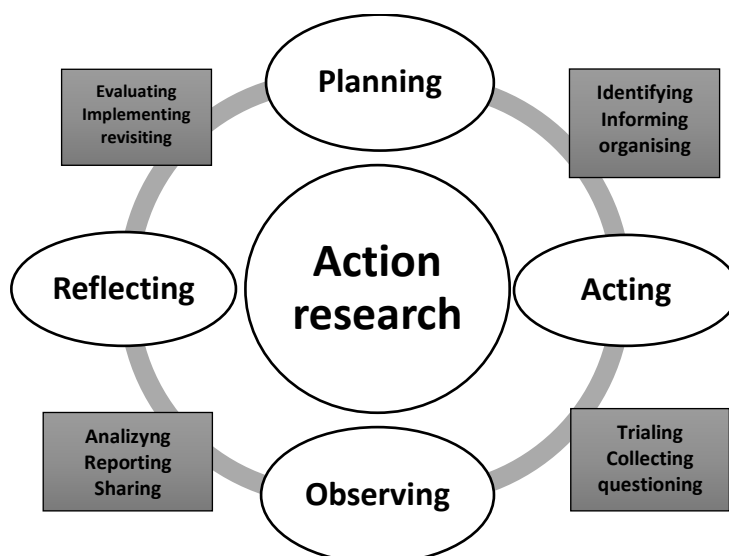 Planning
Evaluating
Implementing
revisiting
Identifying
Informing
organising
Action
research
Reflecting
Acting
Analizyng
Reporting
Sharing
Trialing
Collecting
questioning
Observing